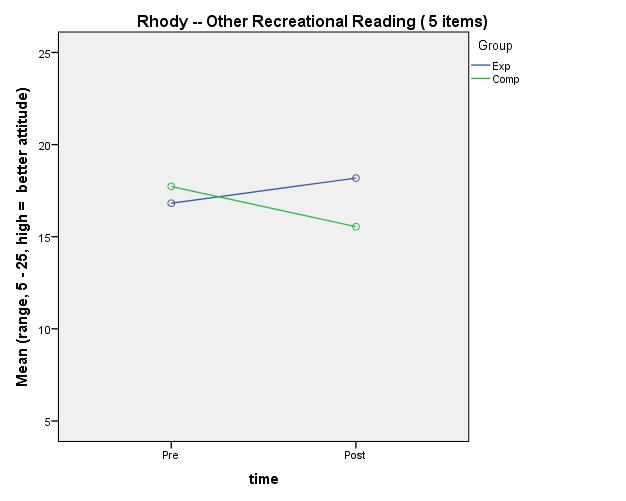 Rhody -- Other Recreational Reading ( 5 items)
Group
Exp
Comp
Mean (range, 5 - 25, high = better attitude)
25
20
15
10
5
Pre
Post
time